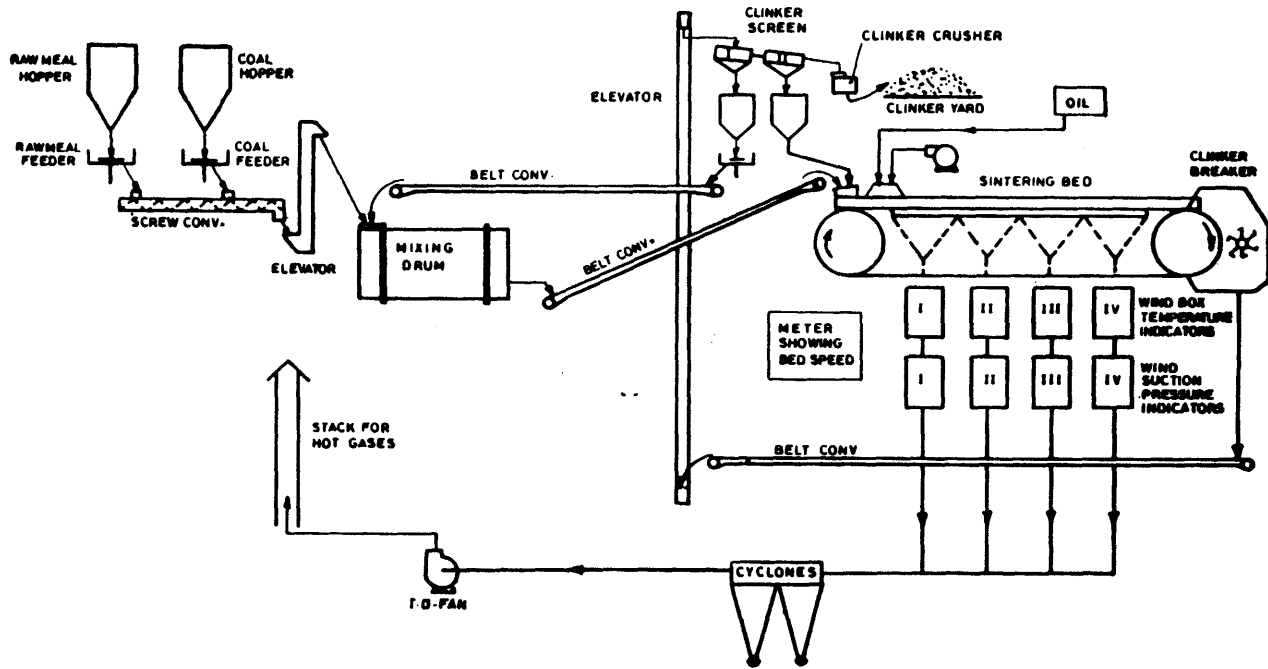 RAWMEAL
HOPPER
COAL
HOPPER
RAWMEAL
FEEDER
COAL
FEEDER
SCREW CONV.
ELEVATOR
BELT CONV.
MIXING
DRUM
BELT CONV.
ELEVATOR
CLINKER
SCREEN
CLINKER CRUSHER
CLINKER YARD
OIL
SINTERING BED
CLINKER
BREAKER
METER
SHOWING
BED SPEED
I
II
III
IV
WIND BOX
TEMPERATURE
INDICATORS
I
II
III
IV
WIND
SUCTION
PRESSURE
INDICATORS
BELT CONV
STACK FOR
HOT GASES
I.D-FAN
CYCLONES